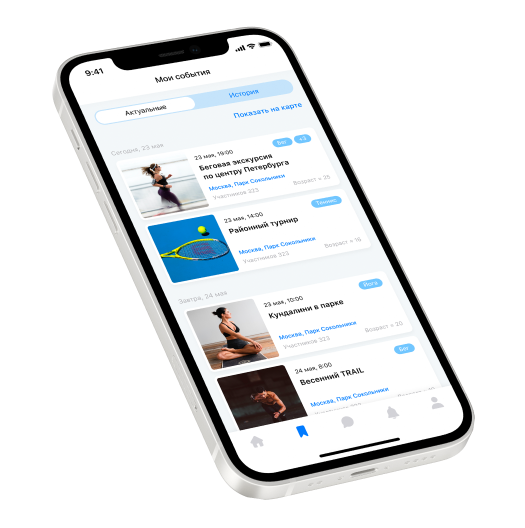 9:41
Мои события
Актуальные
История
Показать на карте
Сегодня, 23 мая
23 мая, 19:00
Бег
+3
Беговая экскурсия
по центру Петербурга
Москва, Парк Сокольники
Участников 323
Возраст > 25
23 мая, 14:00
Теннис
Районный турнир
Москва, Парк Сокольники
Участников 323
Возраст > 18
Завтра, 24 мая
23 мая, 10:00
Йога
Кундалини в парке
Москва, Парк Сокольники
Участников 323
Возраст > 20
24 мая, 8:00
Бег
Весенний TRAIL
Москва, Парк Сокольники